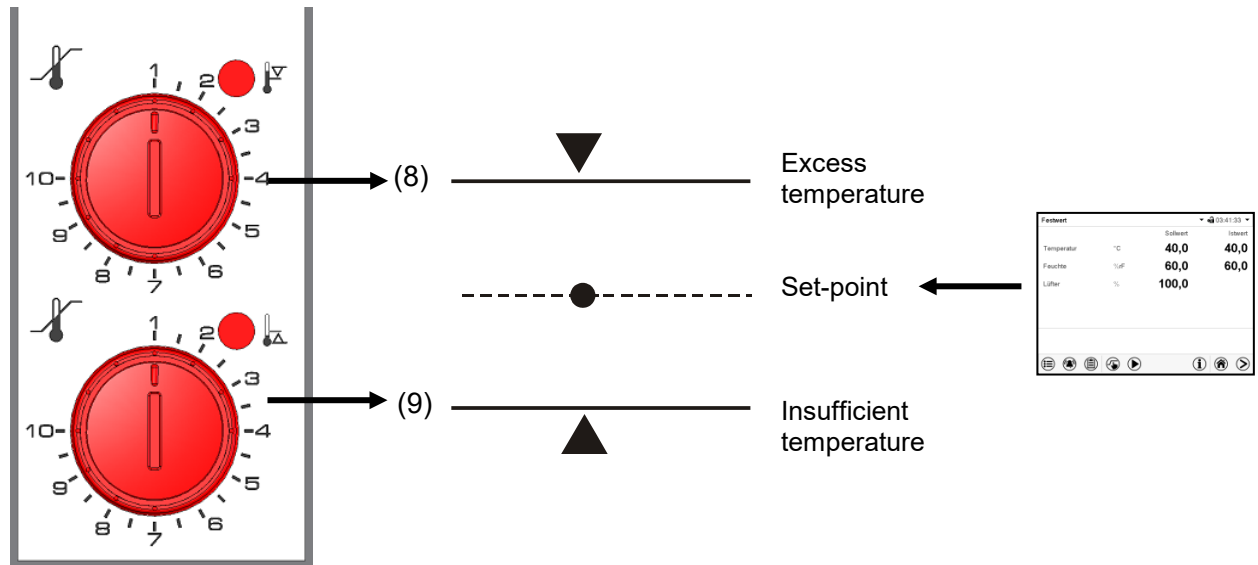 1
2
3
4
5
6
7
8
9
10
(8)
Excess
temperature
Festwert
03:41:33
Sollwert
Istwert
Temperatur °C 40,0 40,0
Feuchte %rF 60,0 60,0
Lüfter % 100,0
Set-point
1
2
3
4
5
6
7
8
9
10
(9)
Insufficient
temperature